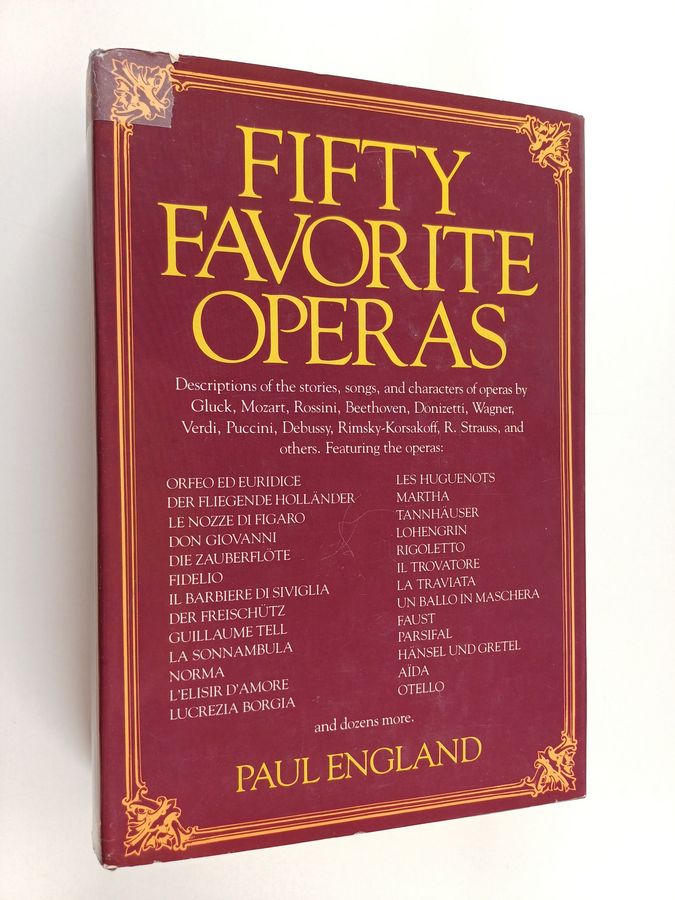 FIFTY
FAVORITE
OPERAS
Descriptions of the stories, songs, and characters of operas by
Gluck, Mozart, Rossini, Beethoven, Donizetti, Wagner,
Verdi, Puccini, Debussy, Rimsky-Korsakoff, R. Strauss, and
others. Featuring the operas:
ORFEO ED EURIDICE
DER FLIEGENDE HOLLÄNDER
LE NOZZE DI FIGARO
DON GIOVANNI
DIE ZAUBERFLÖTE
FIDELIO
IL BARBIERE DI SIVIGLIA
DER FREISCHÜTZ
GUILLAUME TELL
LA SONNAMBULA
NORMA
L'ELISIR D'AMORE
LUCREZIA BORGIA
LES HUGUENOTS
MARTHA
TANNHÄUSER
LOHENGRIN
RIGOLETTO
IL TROVATORE
LA TRAVIATA
UN BALLO IN MASCHERA
FAUST
PARSIFAL
HÄNSEL UND GRETEL
AÏDA
OTELLO
and dozens more.
PAUL ENGLAND